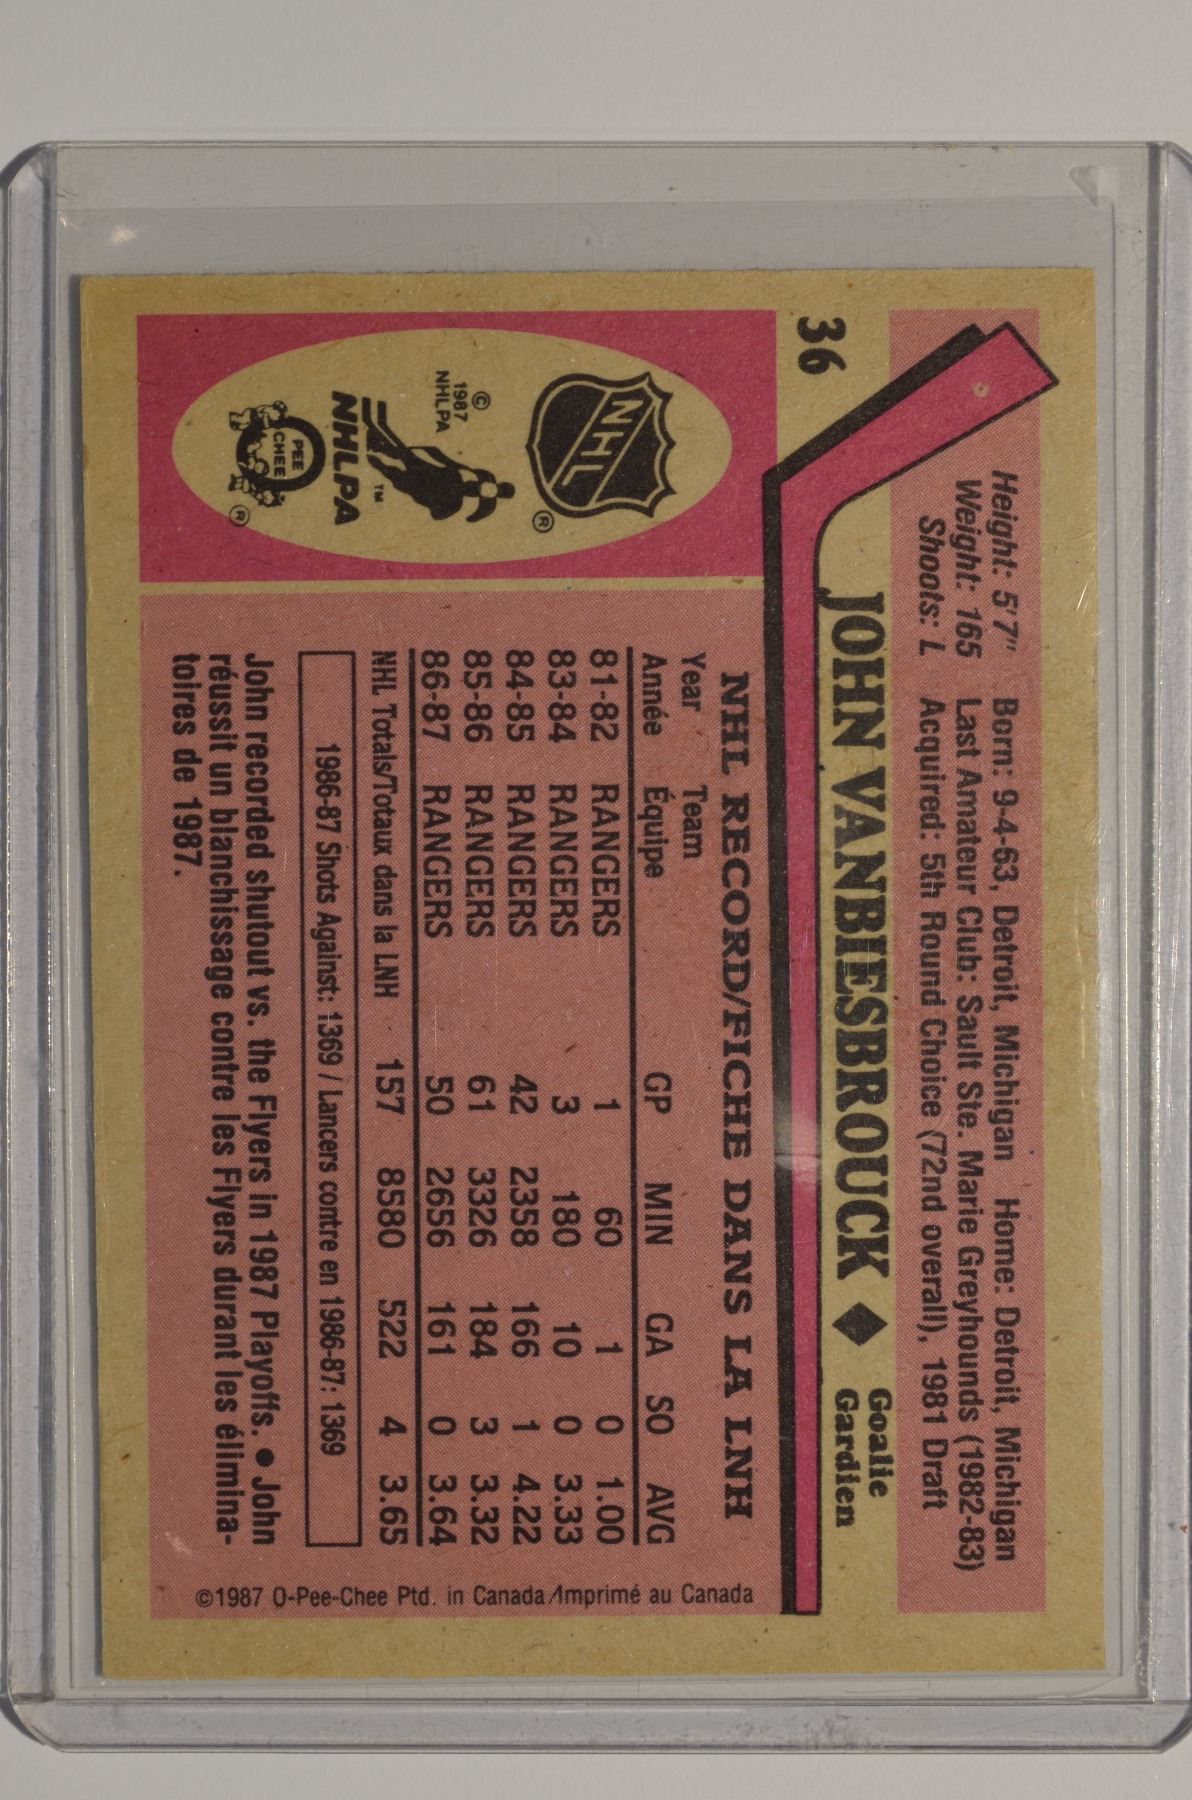 36
Height: 5'7" Born: 9-4-63, Detroit, Michigan Home: Detroit, Michigan
Weight: 165 Last Amateur Club: Sault Ste. Marie Greyhounds (1982-83)
Shoots: L Acquired: 5th Round Choice (72nd overall), 1981 Draft
JOHN VANBIESBROUCK ♦ Goalie
Gardien
NHL
®
© 1987 NHLPA
NHLPA ™
O PEE CHEE ®
NHL RECORD/FICHE DANS LA LNH
Year Team
Année Équipe GP MIN GA SO AVG
81-82 RANGERS 1 60 1 0 1.00
83-84 RANGERS 3 180 10 0 3.33
84-85 RANGERS 42 2358 166 1 4.22
85-86 RANGERS 61 3326 184 3 3.32
86-87 RANGERS 50 2656 161 0 3.64
NHL Totals/Totaux dans la LNH 157 8580 522 4 3.65
1986-87 Shots Against: 1369 / Lancers contre en 1986-87: 1369
John recorded shutout vs. the Flyers in 1987 Playoffs. ● John
réussit un blanchissage contre les Flyers durant les élimina-
toires de 1987.
©1987 O-Pee-Chee Ptd. in Canada/Imprimé au Canada